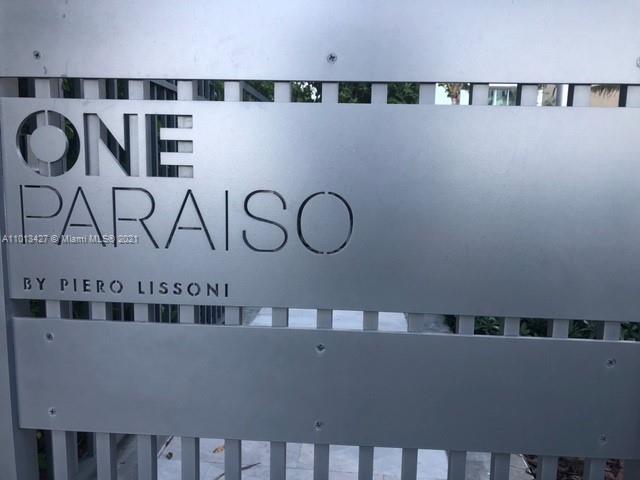 ONE
PARAISO
A11013427 © Miami MLS® 2021
BY PIERO LISSONI